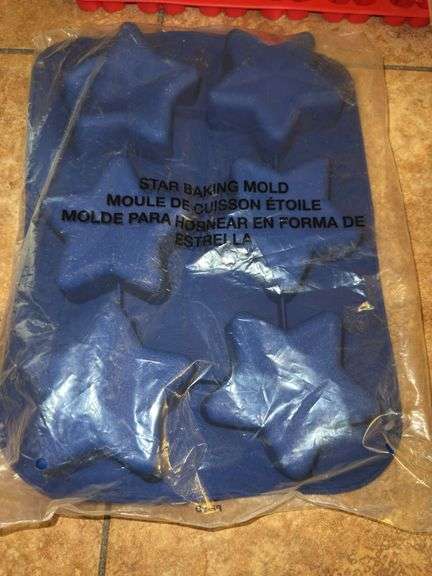 STAR BAKING MOLD
MOULE DE CUISSON ÉTOILE
MOLDE PARA HORNEAR EN FORMA DE
ESTRELLA